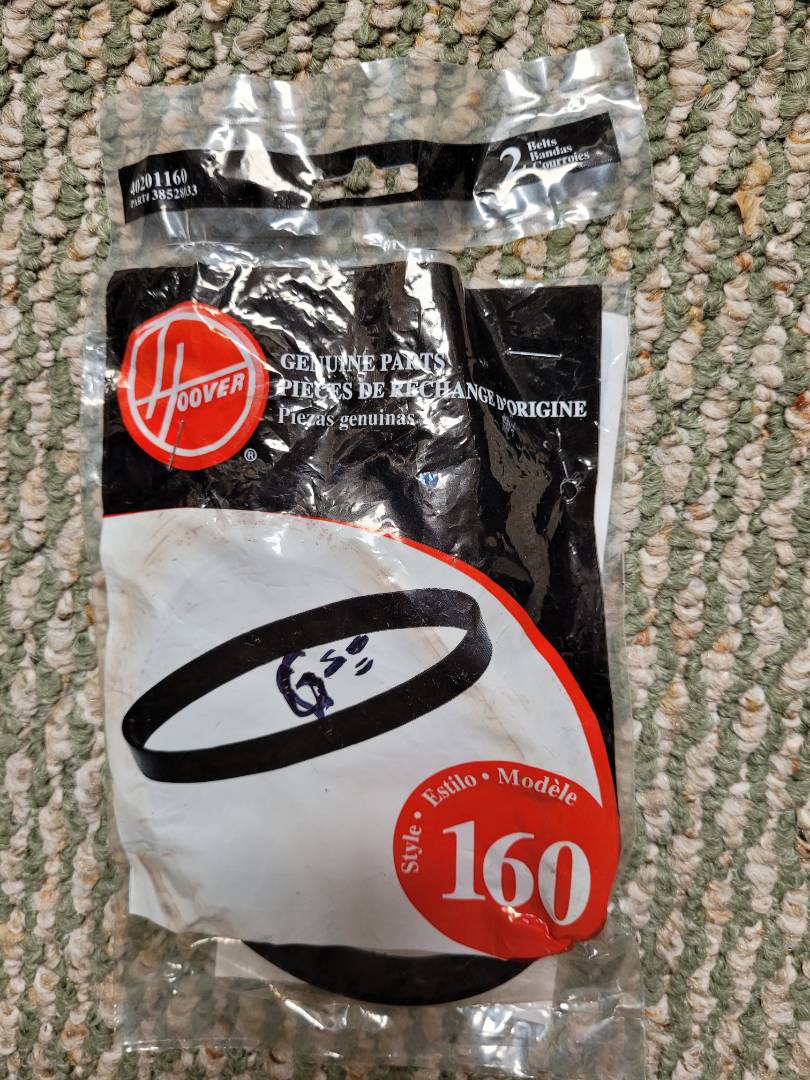 40201160
PART# 38528033
2 Belts
Bandas
Courroies
HOOVER
®
GENUINE PARTS
PIECES DE RECHANGE D'ORIGINE
Piezas genuinas
G 50
Style • Estilo • Modèle
160